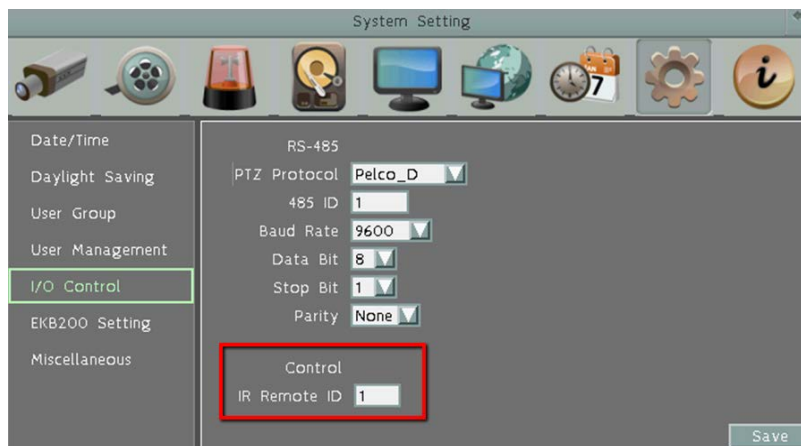 System Setting
7
i
Date/Time
Daylight Saving
User Group
User Management
I/O Control
EKB200 Setting
Miscellaneous
RS-485
PTZ Protocol Pelco_D
485 ID 1
Baud Rate 9600
Data Bit 8
Stop Bit 1
Parity None
Control
IR Remote ID 1
Save